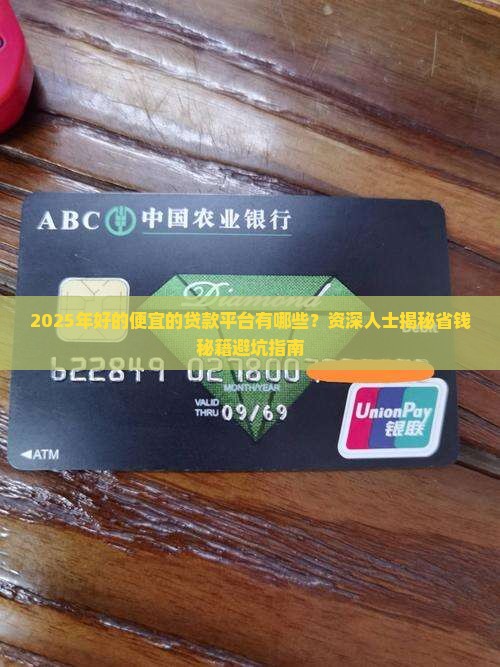 ABC 中国农业银行
Diamond
2025年好的便宜的贷款平台有哪些？资深人士揭秘省钱
秘籍避坑指南
622849 027800
MONTH/YEAR
VALID
THRU 09/69
UnionPay
银联
◀ATM